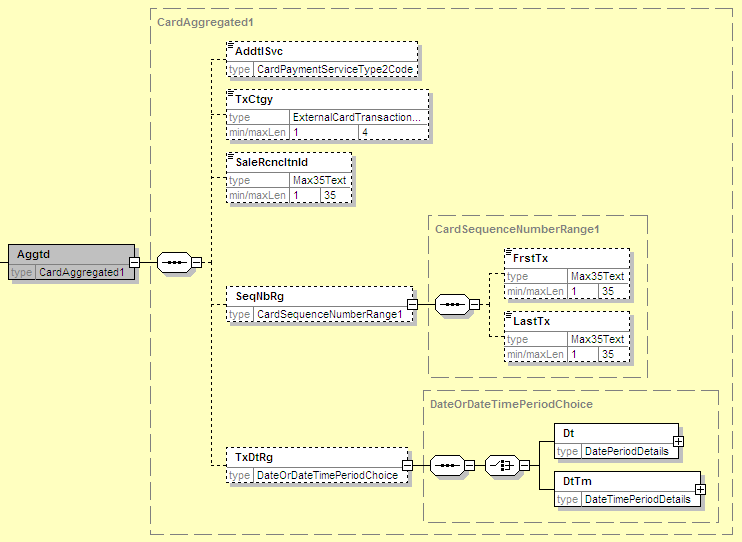 CardAggregated1
AddtlSvc
type CardPaymentServiceType2Code
TxCtgy
type ExternalCardTransaction...
min/maxLen 1 4
SaleRcncltnId
type Max35Text
min/maxLen 1 35
Aggtd
type CardAggregated1
SeqNbRg
type CardSequenceNumberRange1
CardSequenceNumberRange1
FrstTx
type Max35Text
min/maxLen 1 35
LastTx
type Max35Text
min/maxLen 1 35
TxDtRg
type DateOrDateTimePeriodChoice
DateOrDateTimePeriodChoice
Dt
type DatePeriodDetails
DtTm
type DateTimePeriodDetails